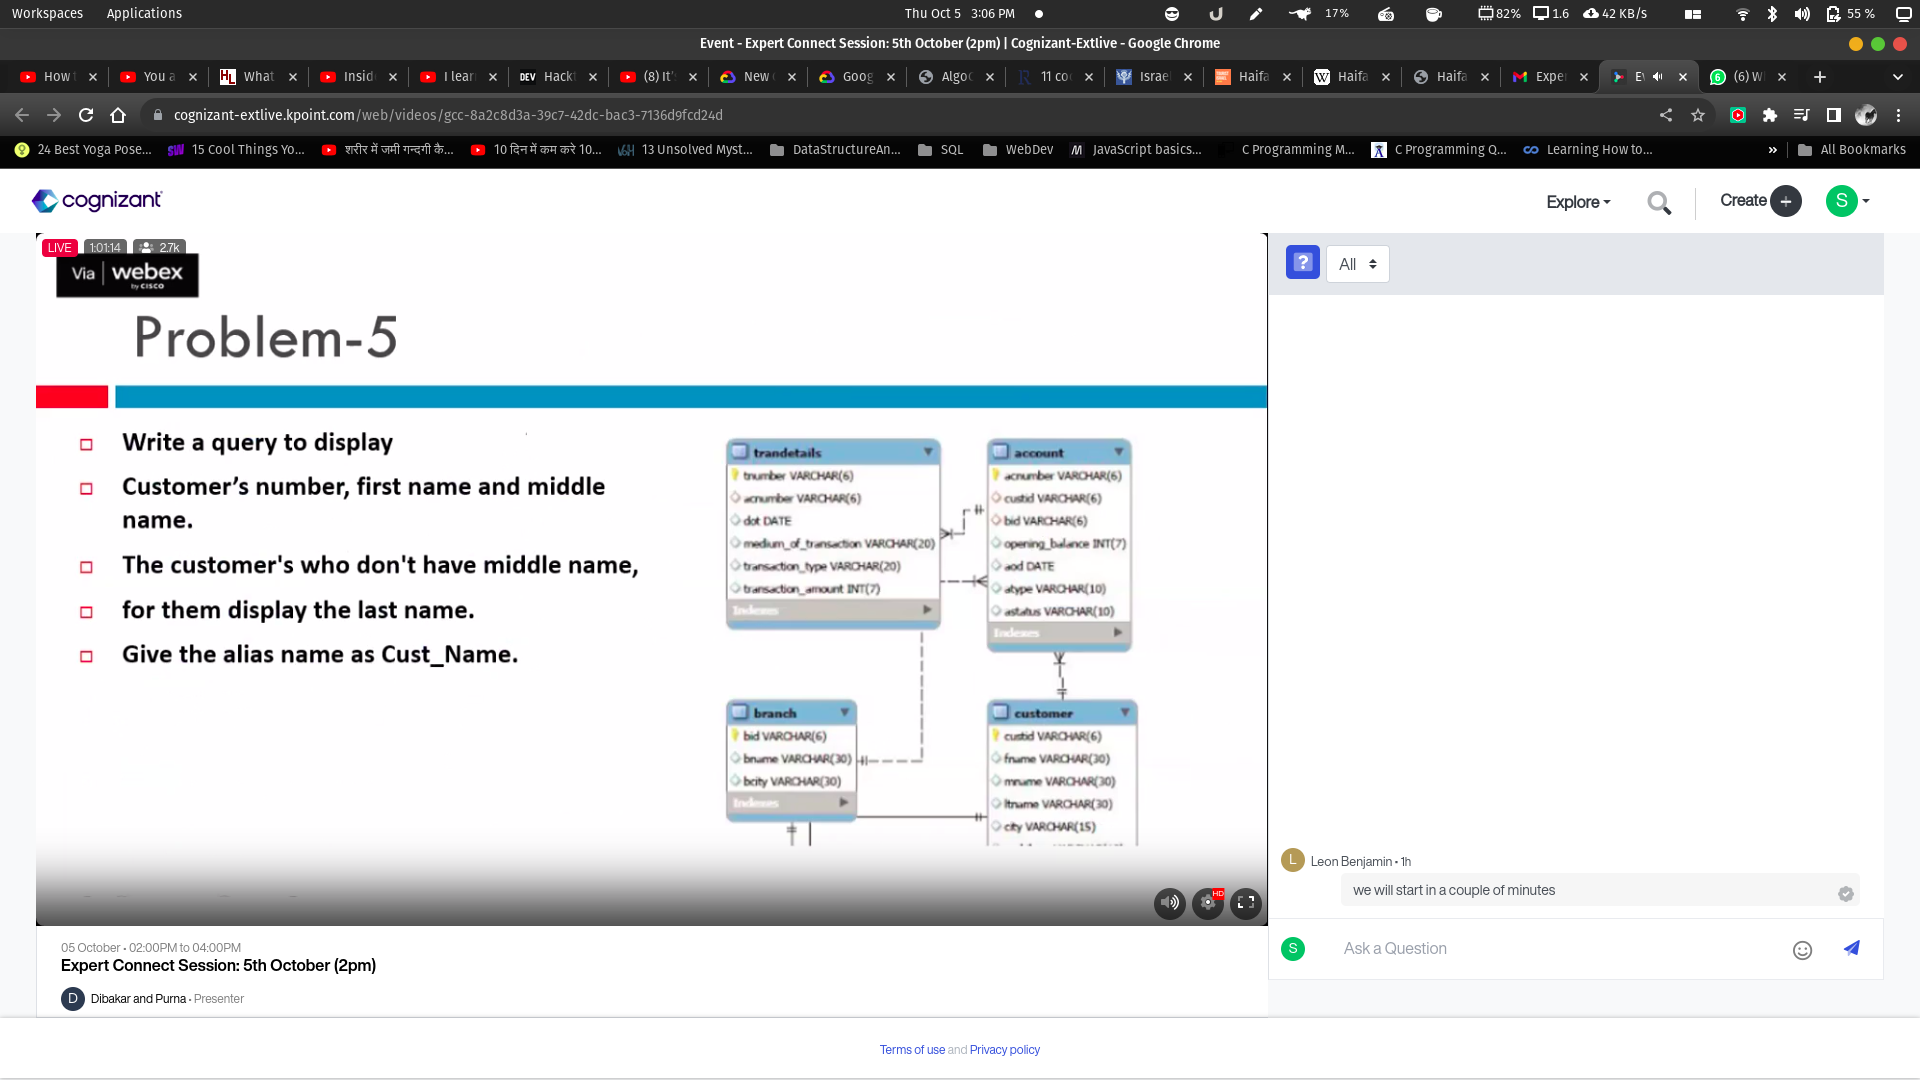 Workspaces Applications Thu Oct 5 3:06 PM 17% 82% 1.6 42 KB/s 55 %
Event - Expert Connect Session: 5th October (2pm) | Cognizant-Extlive - Google Chrome
How You a What Insid I lear DEV Hackt (8) It' New Goog AlgoC 11 co Israe Haifa W Haifa Haifa Exper E (6) W
cognizant-extlive.kpoint.com/web/videos/gcc-8a2c8d3a-39c7-42dc-bac3-7136d9fcd24d
24 Best Yoga Pose... 15 Cool Things Yo... शरीर में जमी गन्दगी कै... 10 दिन में कम करे 10... 13 Unsolved Myst... DataStructureAn... SQL WebDev JavaScript basics... C Programming M... C Programming Q... Learning How to... » All Bookmarks
cognizant
Explore Create + S
LIVE 1:01:14 2.7k
Via webex
by CISCO
? All
Problem-5
Write a query to display
Customer's number, first name and middle
name.
The customer's who don't have middle name,
for them display the last name.
Give the alias name as Cust_Name.
trandetails
tnumber VARCHAR(6)
acnumber VARCHAR(6)
dot DATE
medium_of_transaction VARCHAR(20)
transaction_type VARCHAR(20)
transaction_amount INT(7)
Indexes
account
acnumber VARCHAR(6)
custid VARCHAR(6)
bid VARCHAR(6)
opening_balance INT(7)
aod DATE
atype VARCHAR(10)
astatus VARCHAR(10)
Indexes
branch
bid VARCHAR(6)
bname VARCHAR(30)
bcity VARCHAR(30)
Indexes
customer
custid VARCHAR(6)
fname VARCHAR(30)
mname VARCHAR(30)
ltname VARCHAR(30)
city VARCHAR(15)
HD
L Leon Benjamin • 1h
we will start in a couple of minutes
S Ask a Question
05 October • 02:00PM to 04:00PM
Expert Connect Session: 5th October (2pm)
D Dibakar and Purna • Presenter
Terms of use and Privacy policy